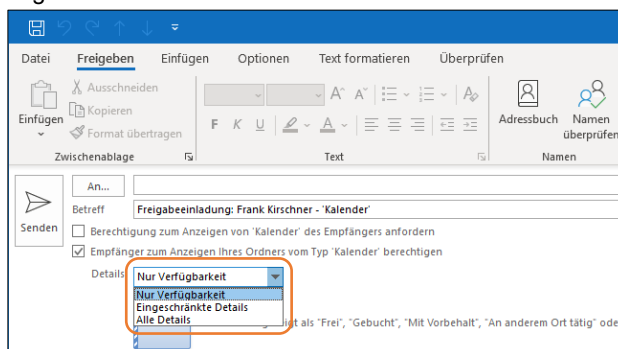 Datei Freigeben Einfügen Optionen Text formatieren Überprüfen
Ausschneiden
Kopieren
Format übertragen
Einfügen
F K U
Adressbuch Namen überprüfen
Zwischenablage Text Namen
An...
Betreff Freigabeeinladung: Frank Kirschner - 'Kalender'
Senden
Berechtigung zum Anzeigen von 'Kalender' des Empfängers anfordern
Empfänger zum Anzeigen Ihres Ordners vom Typ 'Kalender' berechtigen
Details Nur Verfügbarkeit
Nur Verfügbarkeit
Eingeschränkte Details
Alle Details
als "Frei", "Gebucht", "Mit Vorbehalt", "An anderem Ort tätig" ode